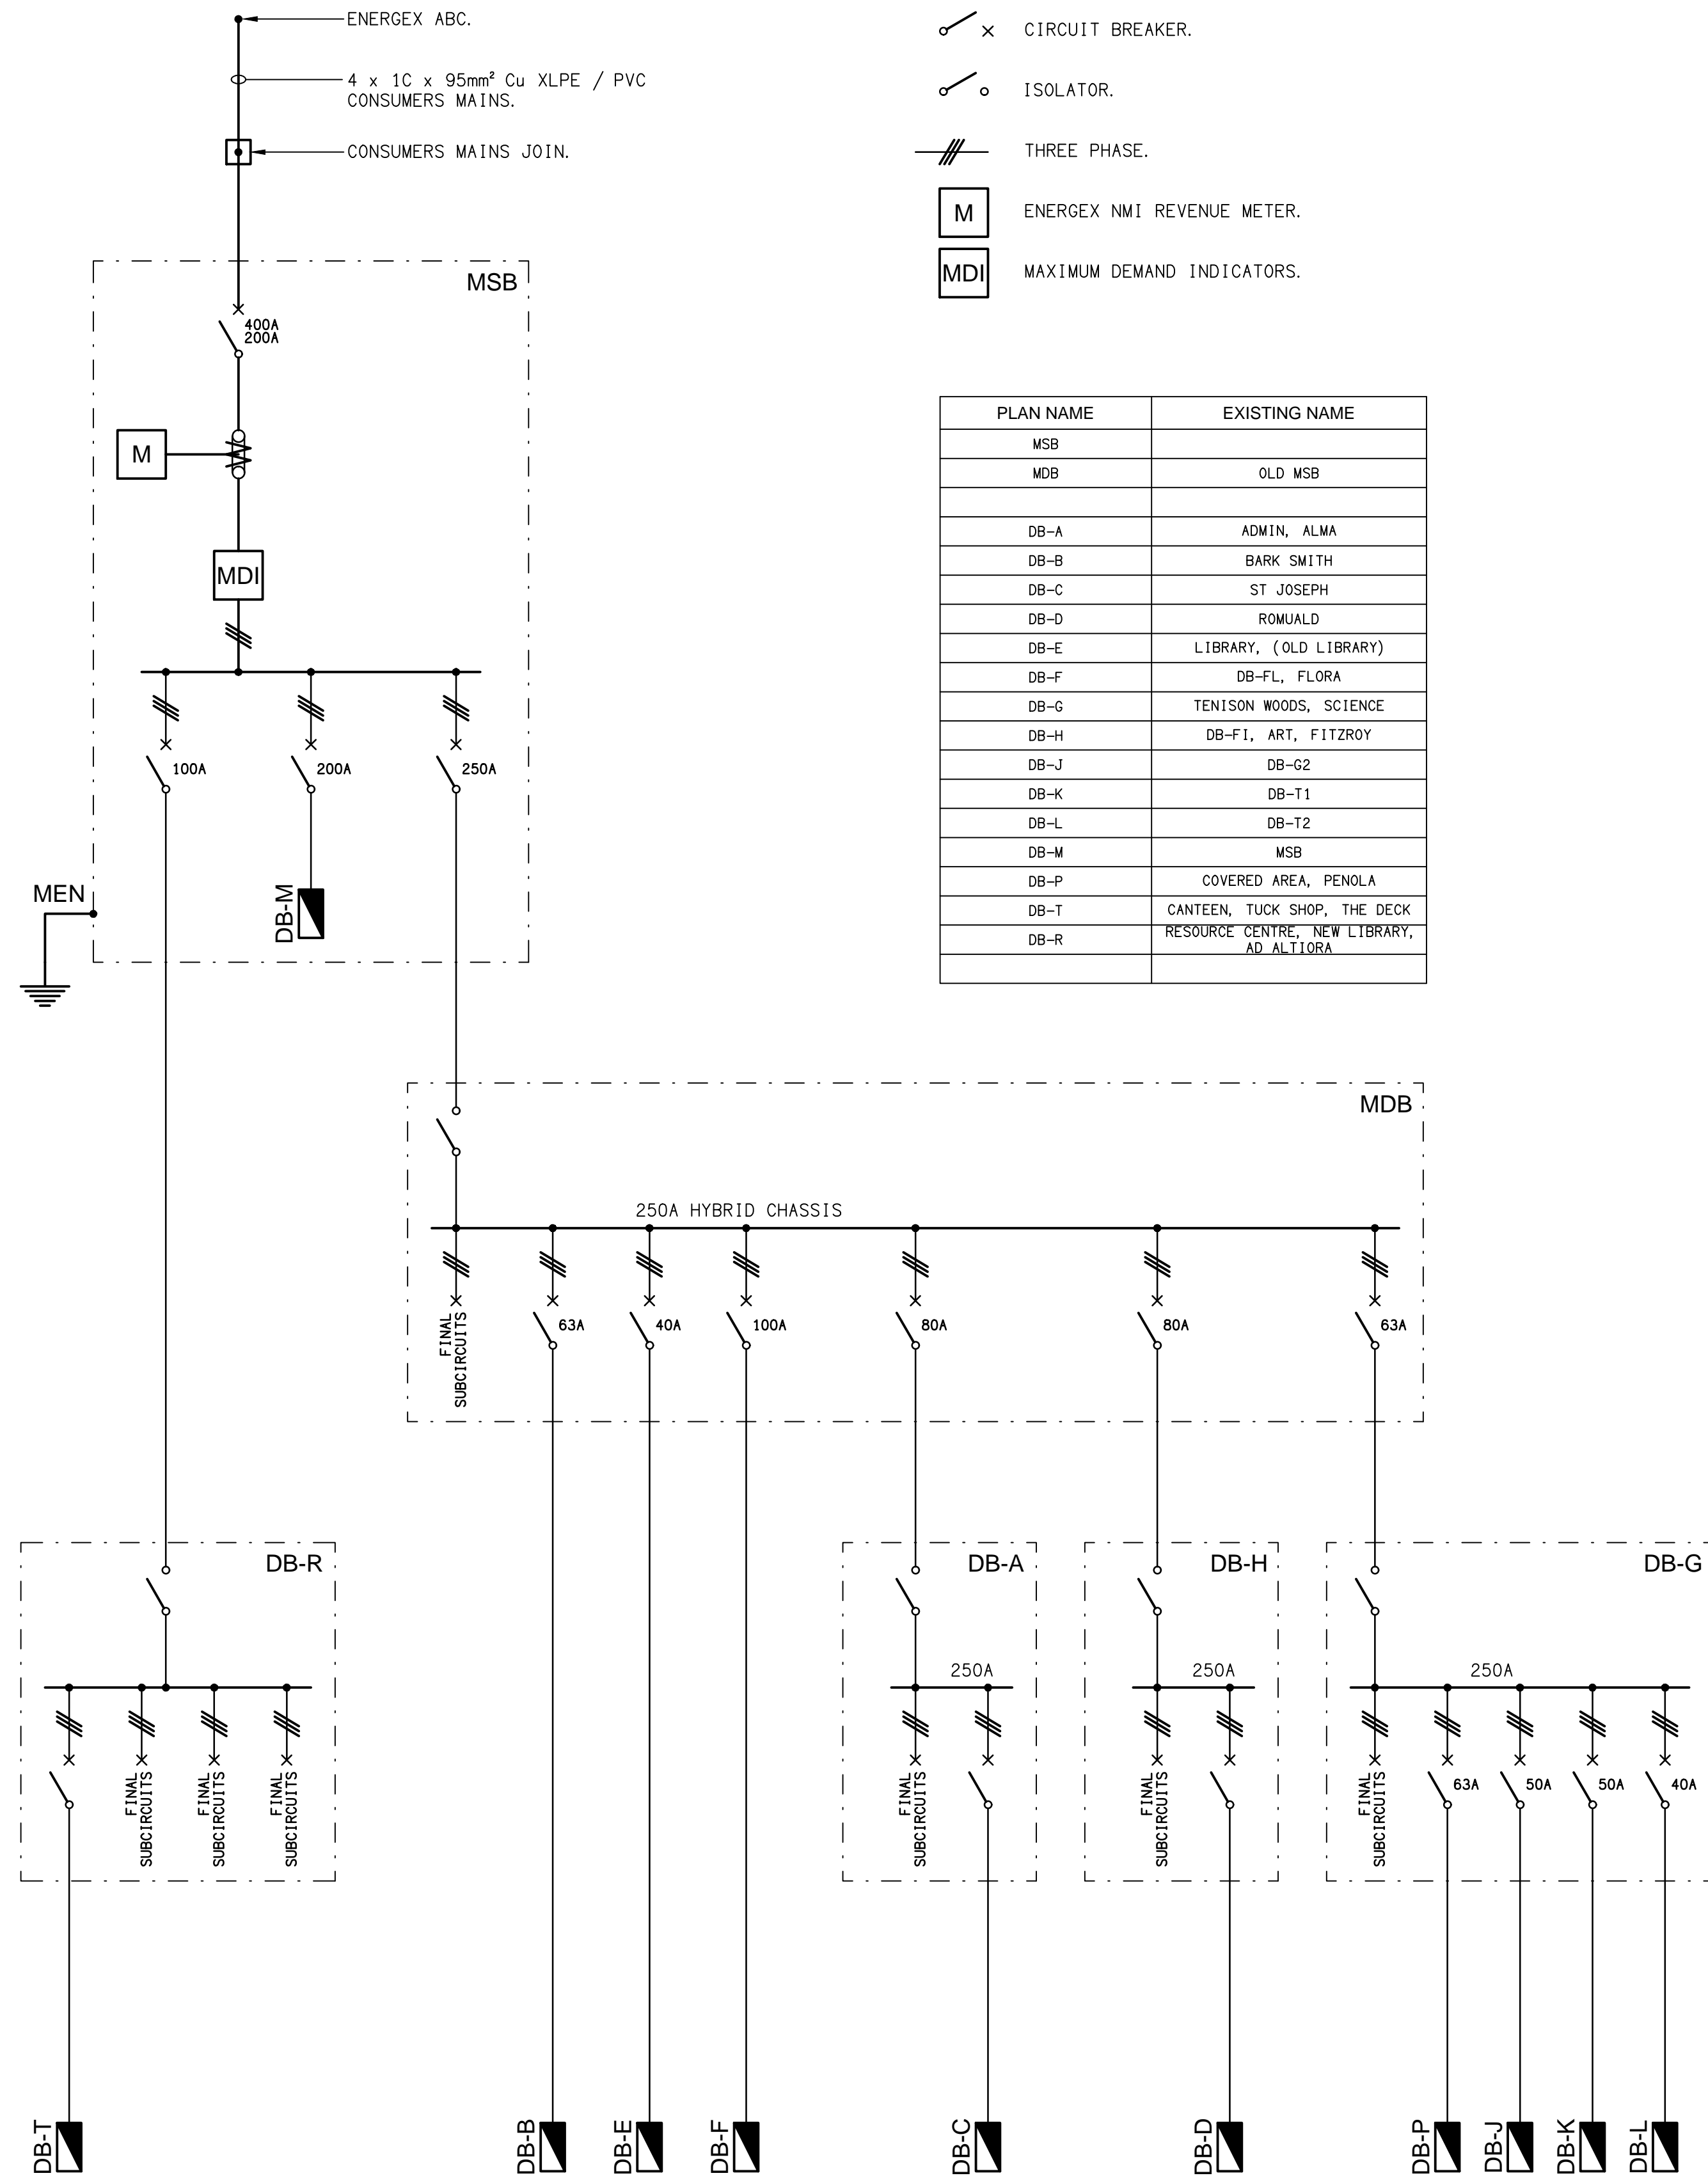 ENERGEX ABC.
4 x 1C x 95mm² Cu XLPE / PVC
CONSUMERS MAINS.
CONSUMERS MAINS JOIN.
CIRCUIT BREAKER.
ISOLATOR.
THREE PHASE.
M
ENERGEX NMI REVENUE METER.
MDI
MAXIMUM DEMAND INDICATORS.
MSB
400A
200A
M
MDI
100A
200A
250A
MEN
DB-M
PLAN NAME EXISTING NAME
MSB
MDB OLD MSB
DB-A ADMIN, ALMA
DB-B BARK SMITH
DB-C ST JOSEPH
DB-D ROMUALD
DB-E LIBRARY, (OLD LIBRARY)
DB-F DB-FL, FLORA
DB-G TENISON WOODS, SCIENCE
DB-H DB-FI, ART, FITZROY
DB-J DB-G2
DB-K DB-T1
DB-L DB-T2
DB-M MSB
DB-P COVERED AREA, PENOLA
DB-T CANTEEN, TUCK SHOP, THE DECK
DB-R RESOURCE CENTRE, NEW LIBRARY,
AD ALTIORA
MDB
250A HYBRID CHASSIS
FINAL
SUBCIRCUITS
63A
40A
100A
80A
80A
63A
DB-R
FINAL
SUBCIRCUITS
FINAL
SUBCIRCUITS
FINAL
SUBCIRCUITS
DB-A
250A
FINAL
SUBCIRCUITS
DB-H
250A
FINAL
SUBCIRCUITS
DB-G
250A
FINAL
SUBCIRCUITS
63A
50A
50A
40A
DB-T
DB-B
DB-E
DB-F
DB-C
DB-D
DB-P
DB-J
DB-K
DB-L